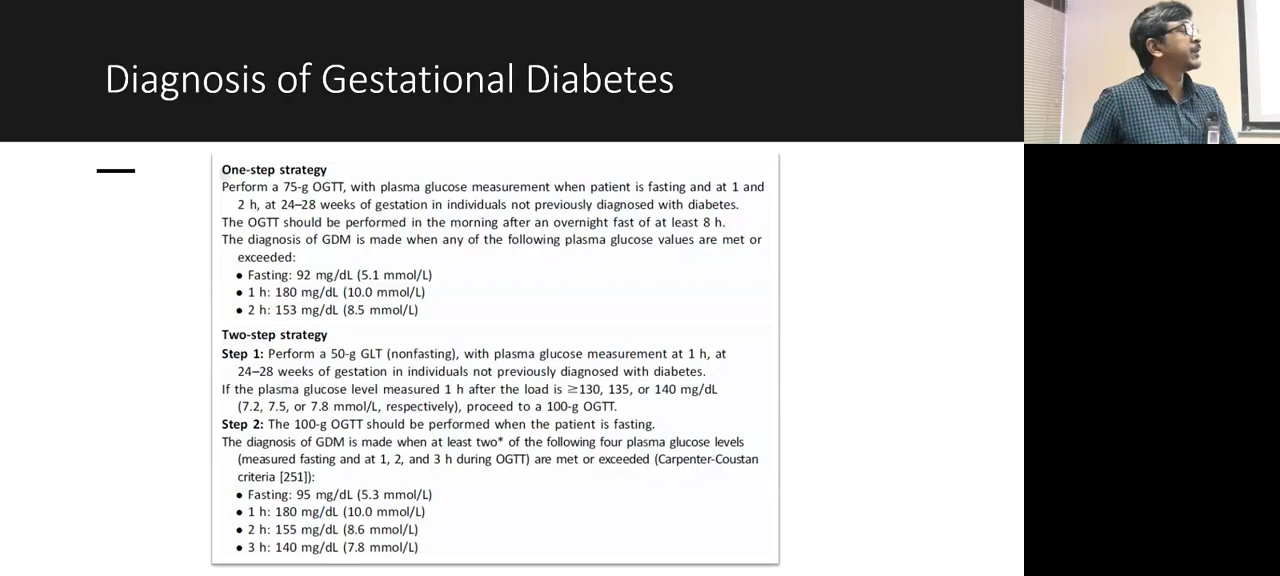 Diagnosis of Gestational Diabetes
One-step strategy
Perform a 75-g OGTT, with plasma glucose measurement when patient is fasting and at 1 and
2 h, at 24–28 weeks of gestation in individuals not previously diagnosed with diabetes.
The OGTT should be performed in the morning after an overnight fast of at least 8 h.
The diagnosis of GDM is made when any of the following plasma glucose values are met or
exceeded:
• Fasting: 92 mg/dL (5.1 mmol/L)
• 1 h: 180 mg/dL (10.0 mmol/L)
• 2 h: 153 mg/dL (8.5 mmol/L)
Two-step strategy
Step 1: Perform a 50-g GLT (nonfasting), with plasma glucose measurement at 1 h, at
24–28 weeks of gestation in individuals not previously diagnosed with diabetes.
If the plasma glucose level measured 1 h after the load is ≥130, 135, or 140 mg/dL
(7.2, 7.5, or 7.8 mmol/L, respectively), proceed to a 100-g OGTT.
Step 2: The 100-g OGTT should be performed when the patient is fasting.
The diagnosis of GDM is made when at least two* of the following four plasma glucose levels
(measured fasting and at 1, 2, and 3 h during OGTT) are met or exceeded (Carpenter-Coustan
criteria [251]):
• Fasting: 95 mg/dL (5.3 mmol/L)
• 1 h: 180 mg/dL (10.0 mmol/L)
• 2 h: 155 mg/dL (8.6 mmol/L)
• 3 h: 140 mg/dL (7.8 mmol/L)